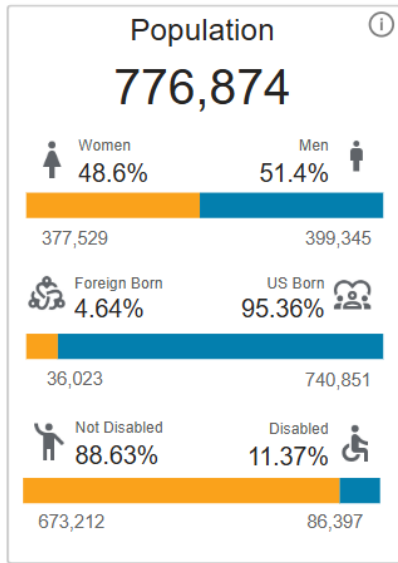 Population
776,874
Women Men
48.6% 51.4%
377,529 399,345
Foreign Born US Born
4.64% 95.36%
36,023 740,851
Not Disabled Disabled
88.63% 11.37%
673,212 86,397